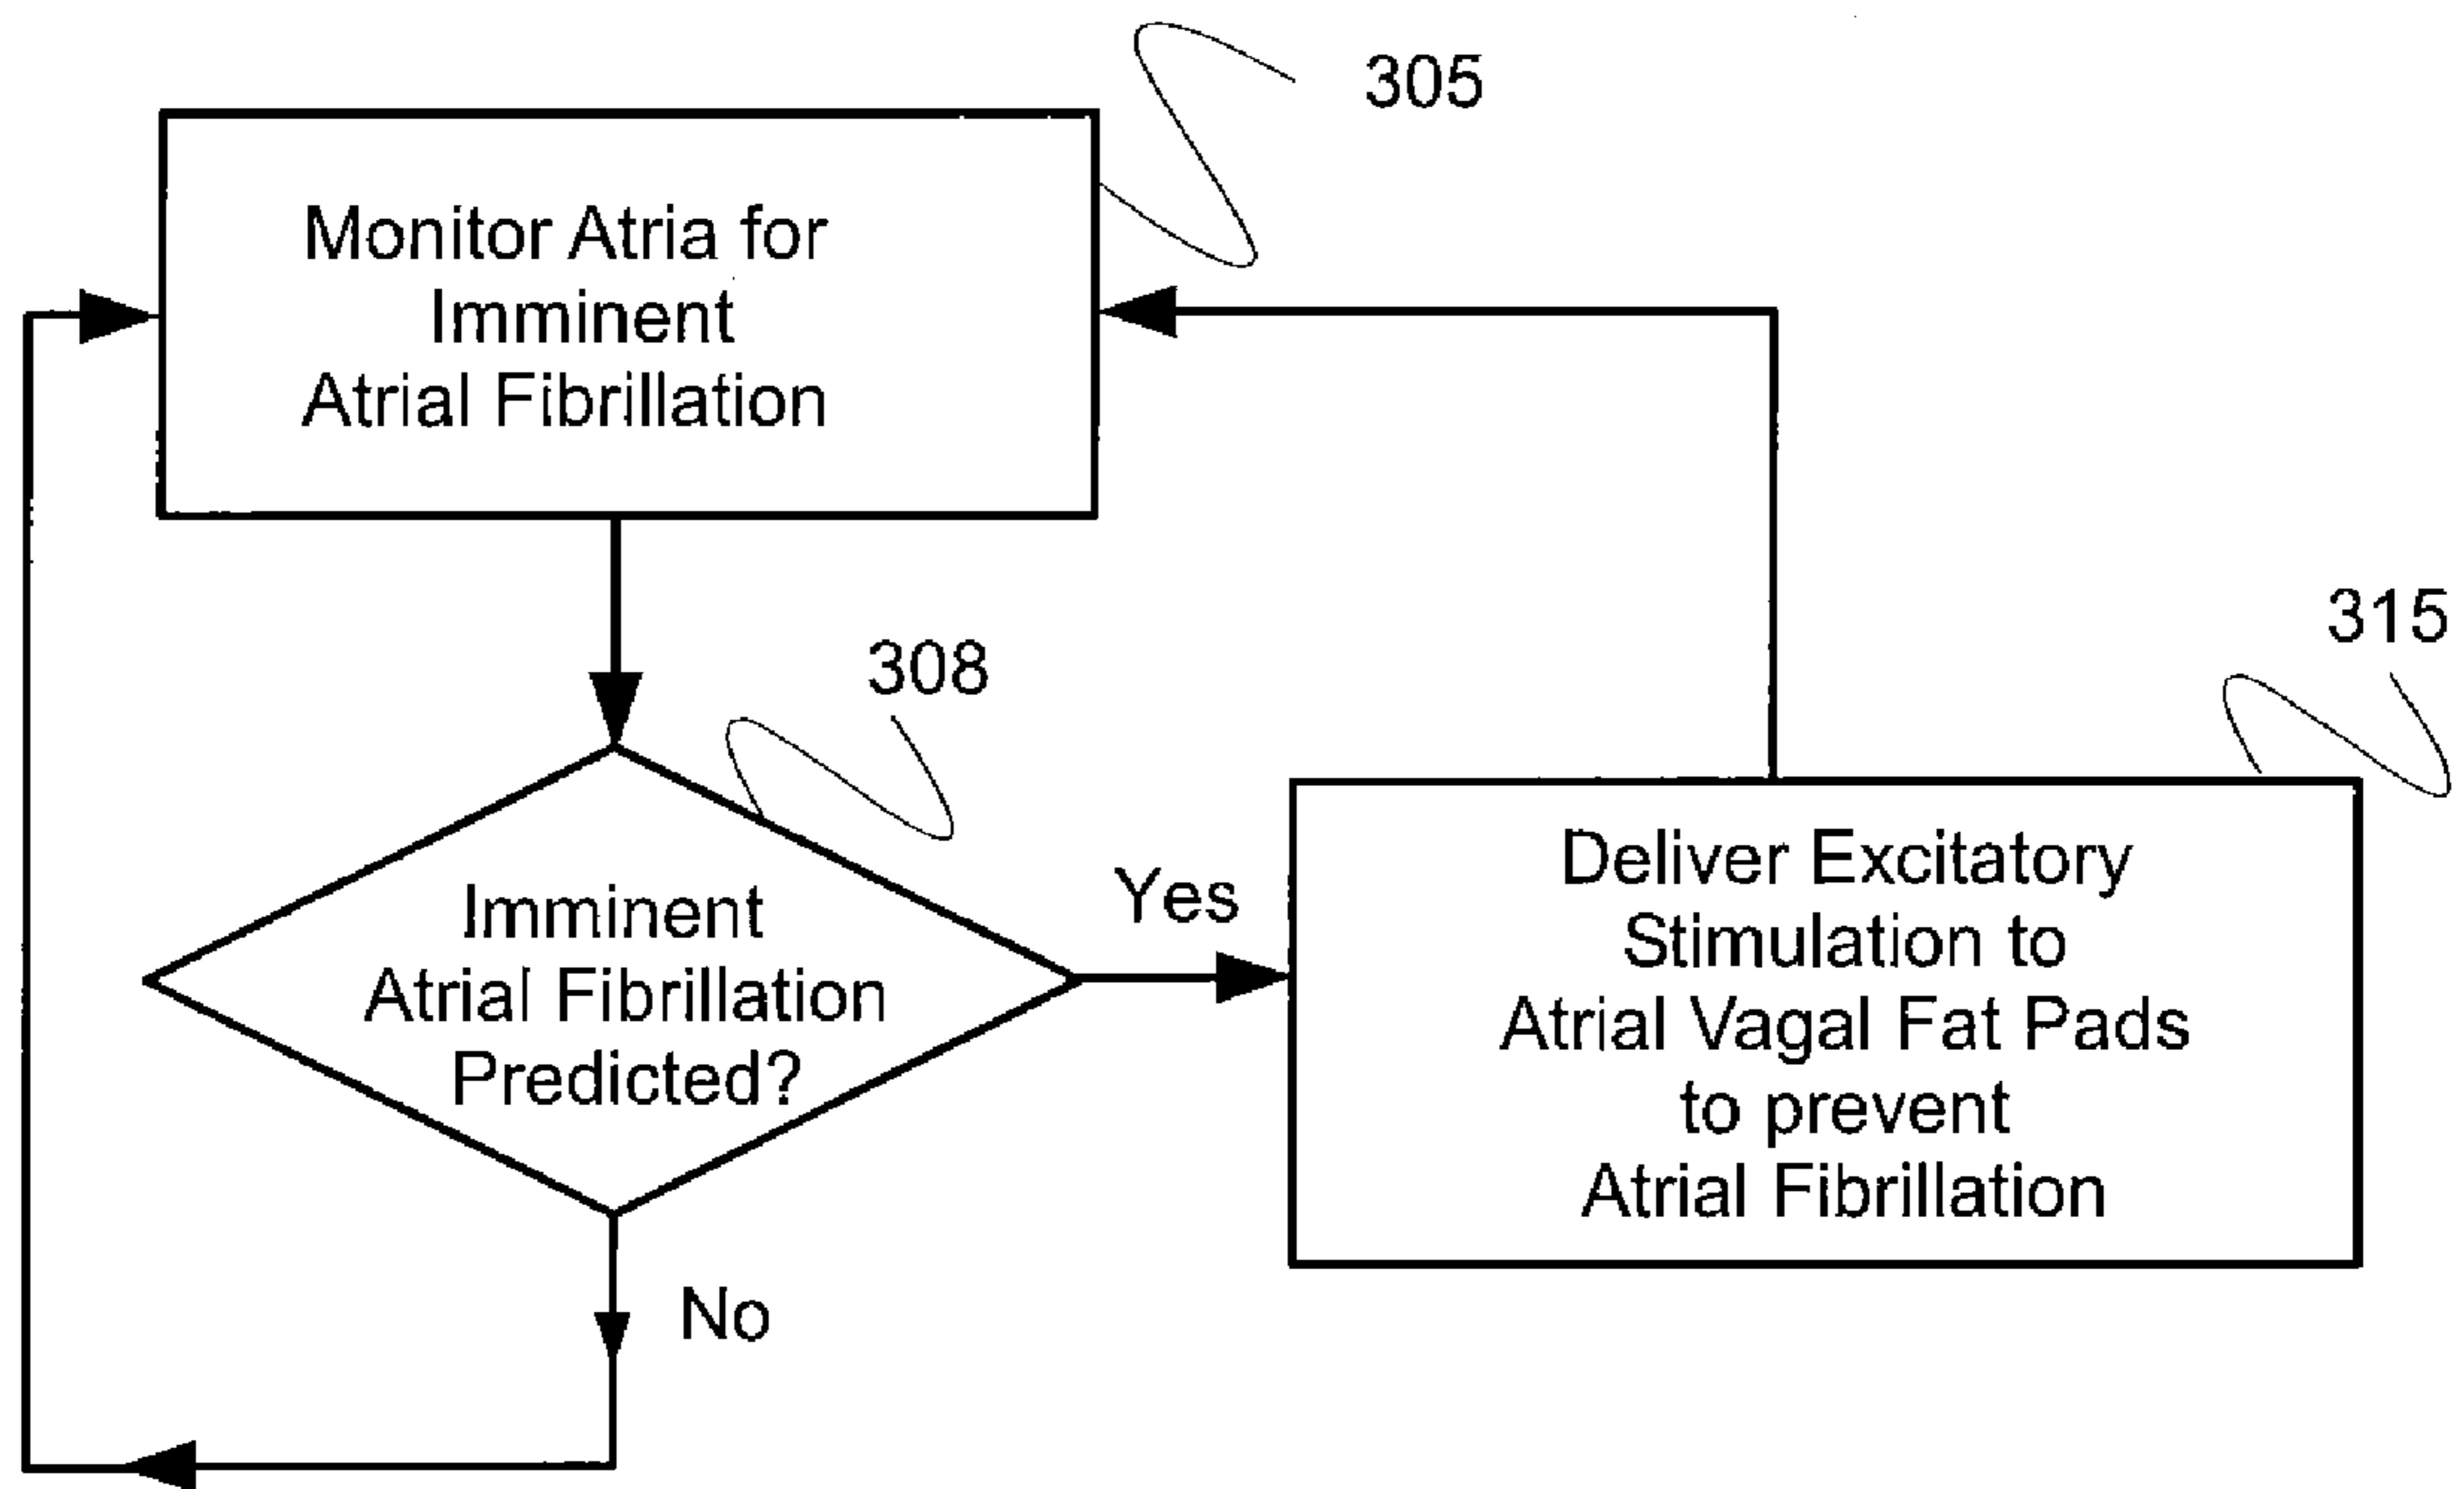 305
Monitor Atria for
Imminent
Atrial Fibrillation
308
315
Imminent
Atrial Fibrillation
Predicted?
Yes
Deliver Excitatory
Stimulation to
Atrial Vagal Fat Pads
to prevent
Atrial Fibrillation
No